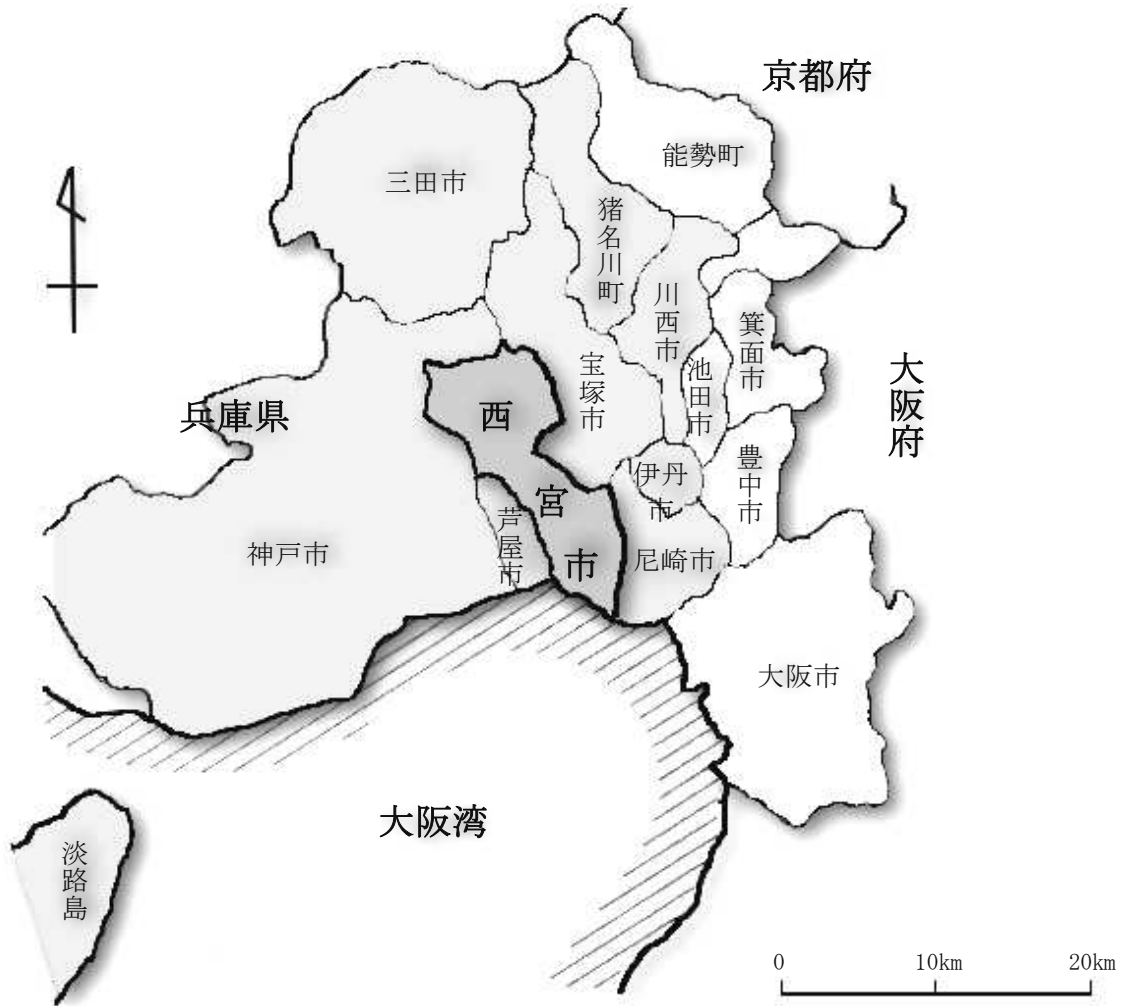 京都府
能勢町
三田市
猪名川町
川西市
箕面市
宝塚市
池田市
大阪府
兵庫県
西宮市
伊丹市
豊中市
芦屋市
神戸市
尼崎市
大阪市
大阪湾
淡路島
0 10km 20km